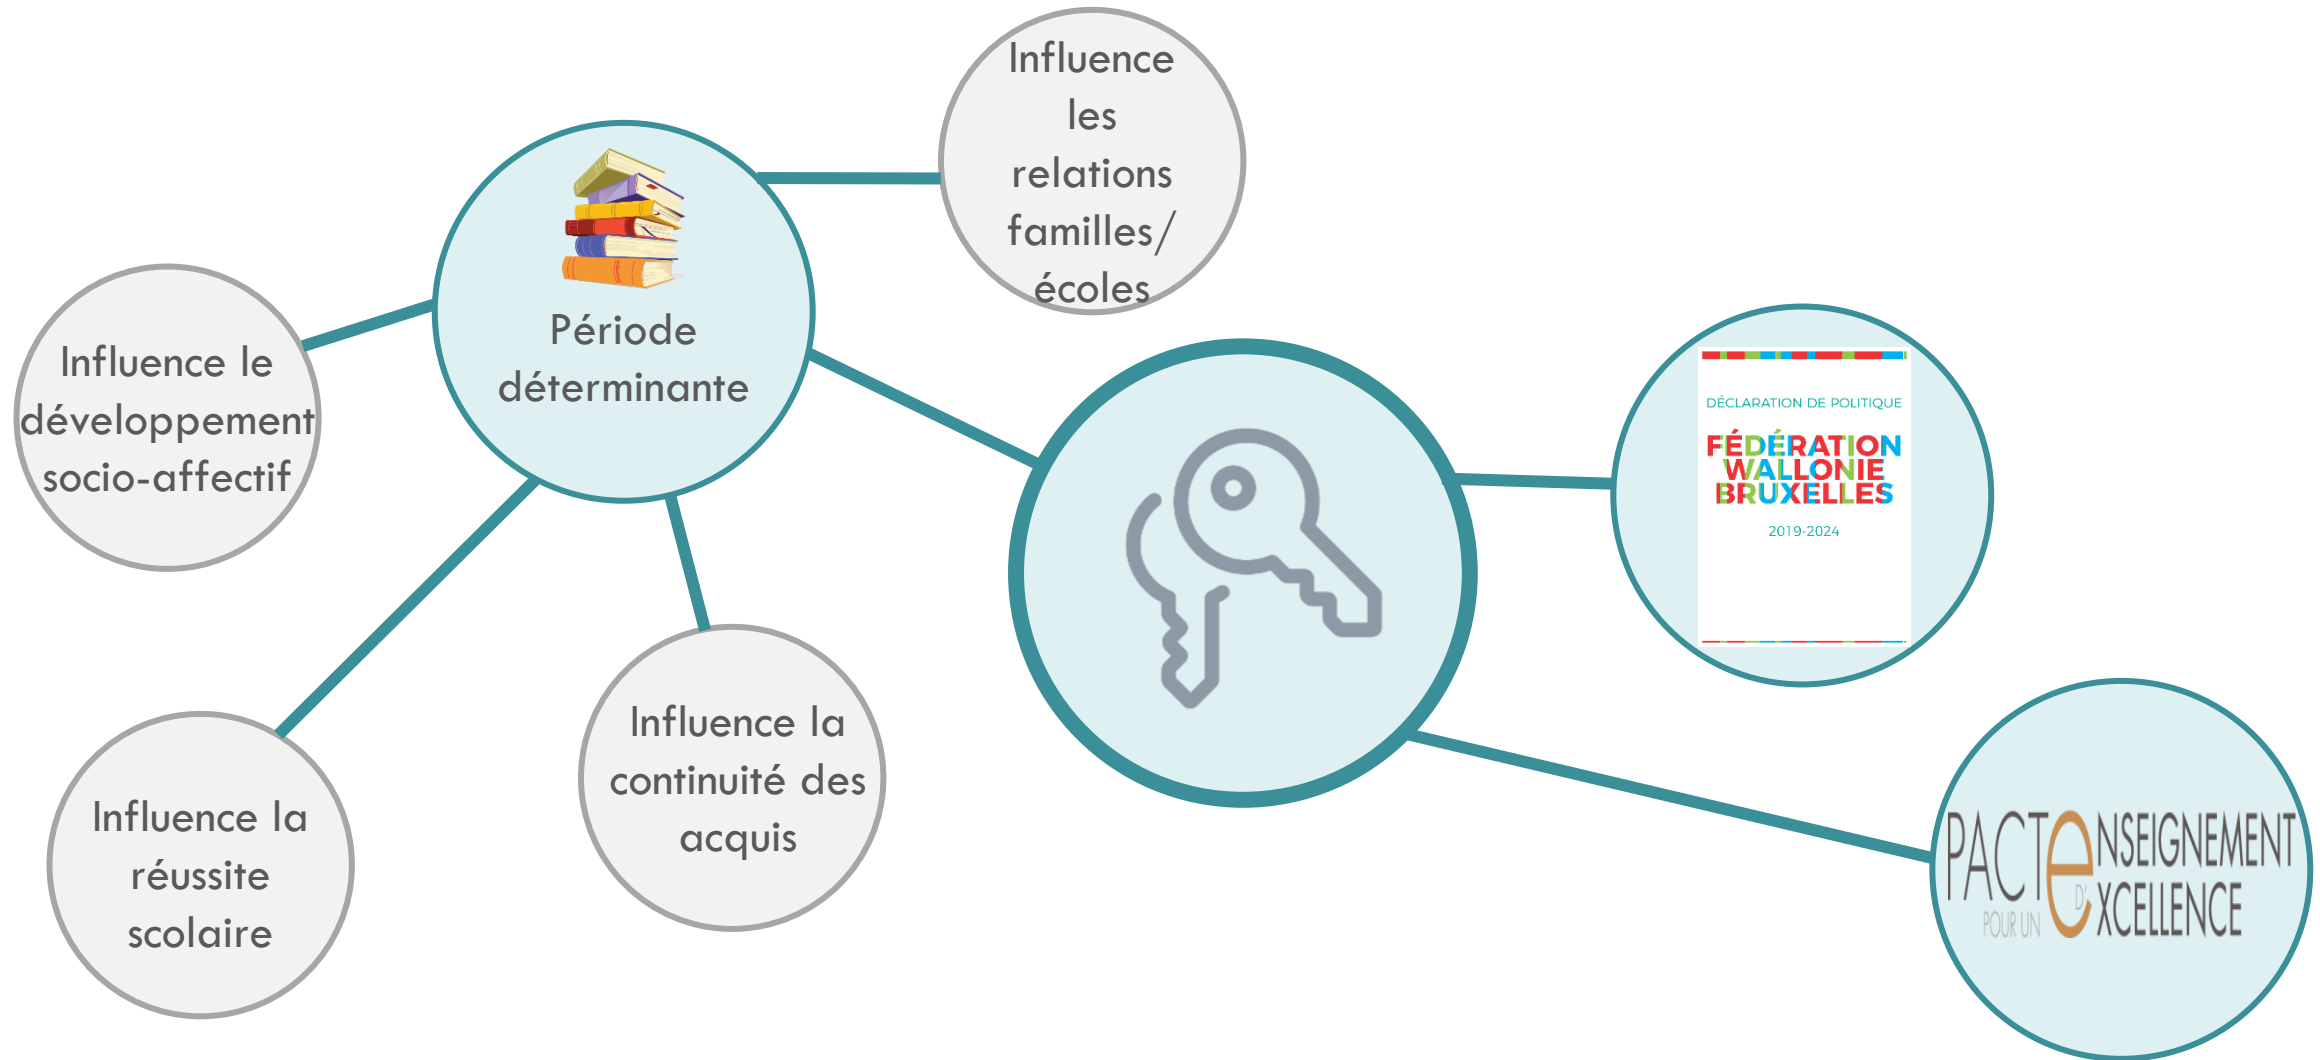 Influence
les
relations
familles/
écoles
Période
déterminante
Influence le
développement
socio-affectif
Influence la
réussite
scolaire
Influence la
continuité des
acquis
DÉCLARATION DE POLITIQUE
FÉDÉRATION
WALLONIE
BRUXELLES
2019-2024
PACTe NSEIGNEMENT
POUR UN D'XCELLENCE